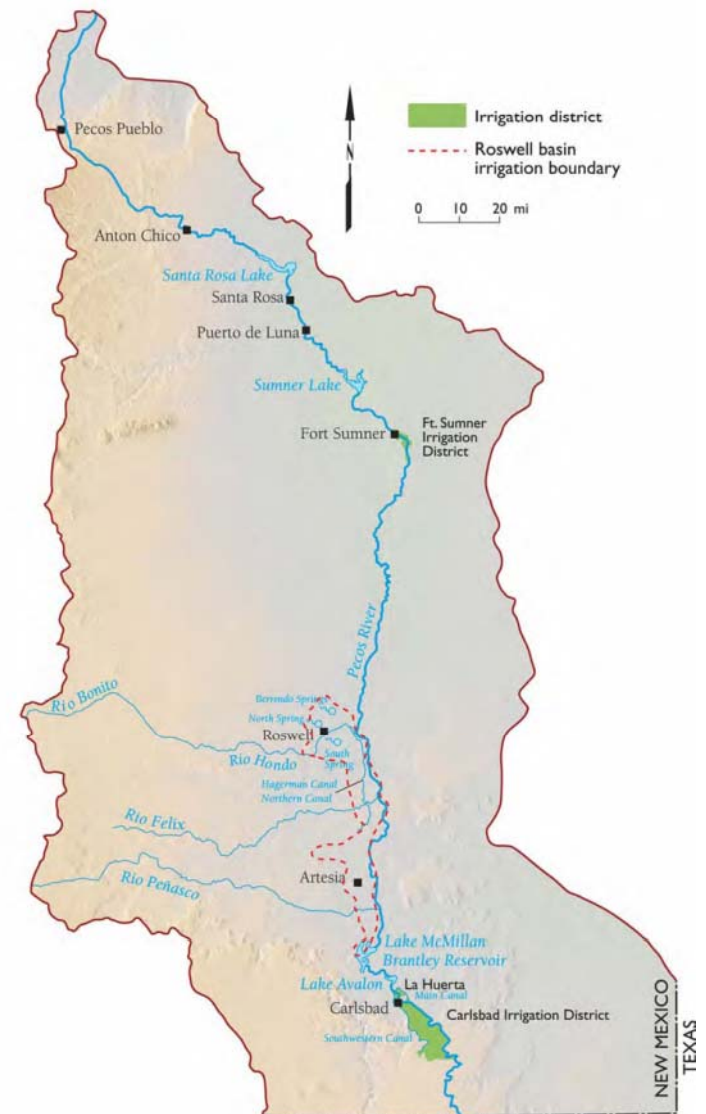 Pecos Pueblo
N
Irrigation district
Roswell basin
irrigation boundary
0 10 20 mi
Anton Chico
Santa Rosa Lake
Santa Rosa
Puerto de Luna
Sumner Lake
Fort Sumner
Ft. Sumner
Irrigation
District
Pecos River
Rio Bonito
Berrendo Springs
North Spring
Roswell
South
Spring
Rio Hondo
Hagerman Canal
Northern Canal
Rio Felix
Artesia
Rio Peñasco
Lake McMillan
Brantley Reservoir
Lake Avalon
La Huerta
Main Canal
Carlsbad
Carlsbad Irrigation District
Southwestern Canal
NEW MEXICO
TEXAS